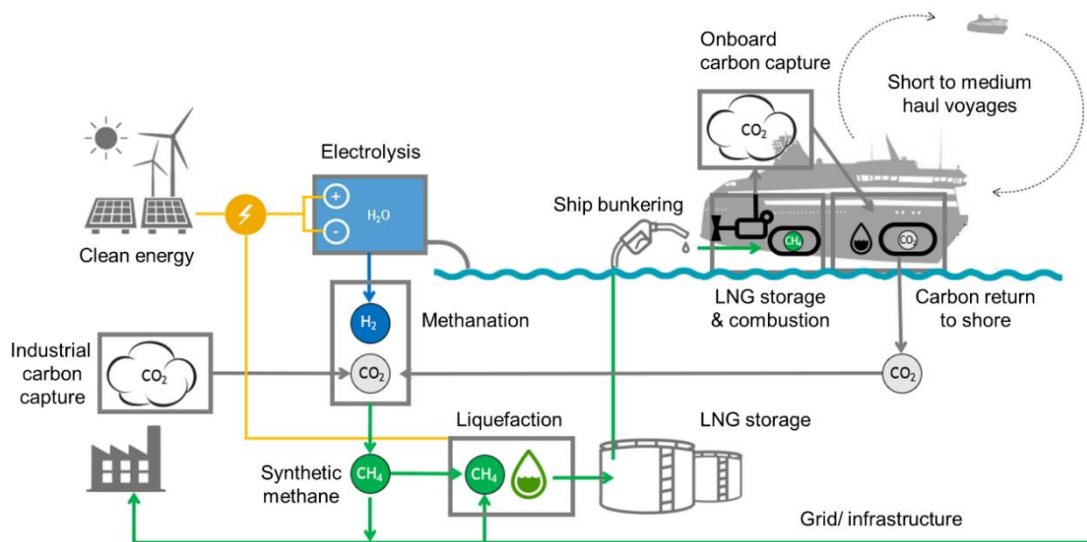 Onboard
carbon capture
CO₂
Short to medium
haul voyages
Electrolysis
+
-
H₂O
Clean energy
Ship bunkering
CH₄
CO₂
LNG storage
& combustion
Carbon return
to shore
H₂
Methanation
Industrial
carbon
capture
CO₂
CO₂
CO₂
Liquefaction
LNG storage
Synthetic
methane
CH₄
CH₄
Grid/ infrastructure